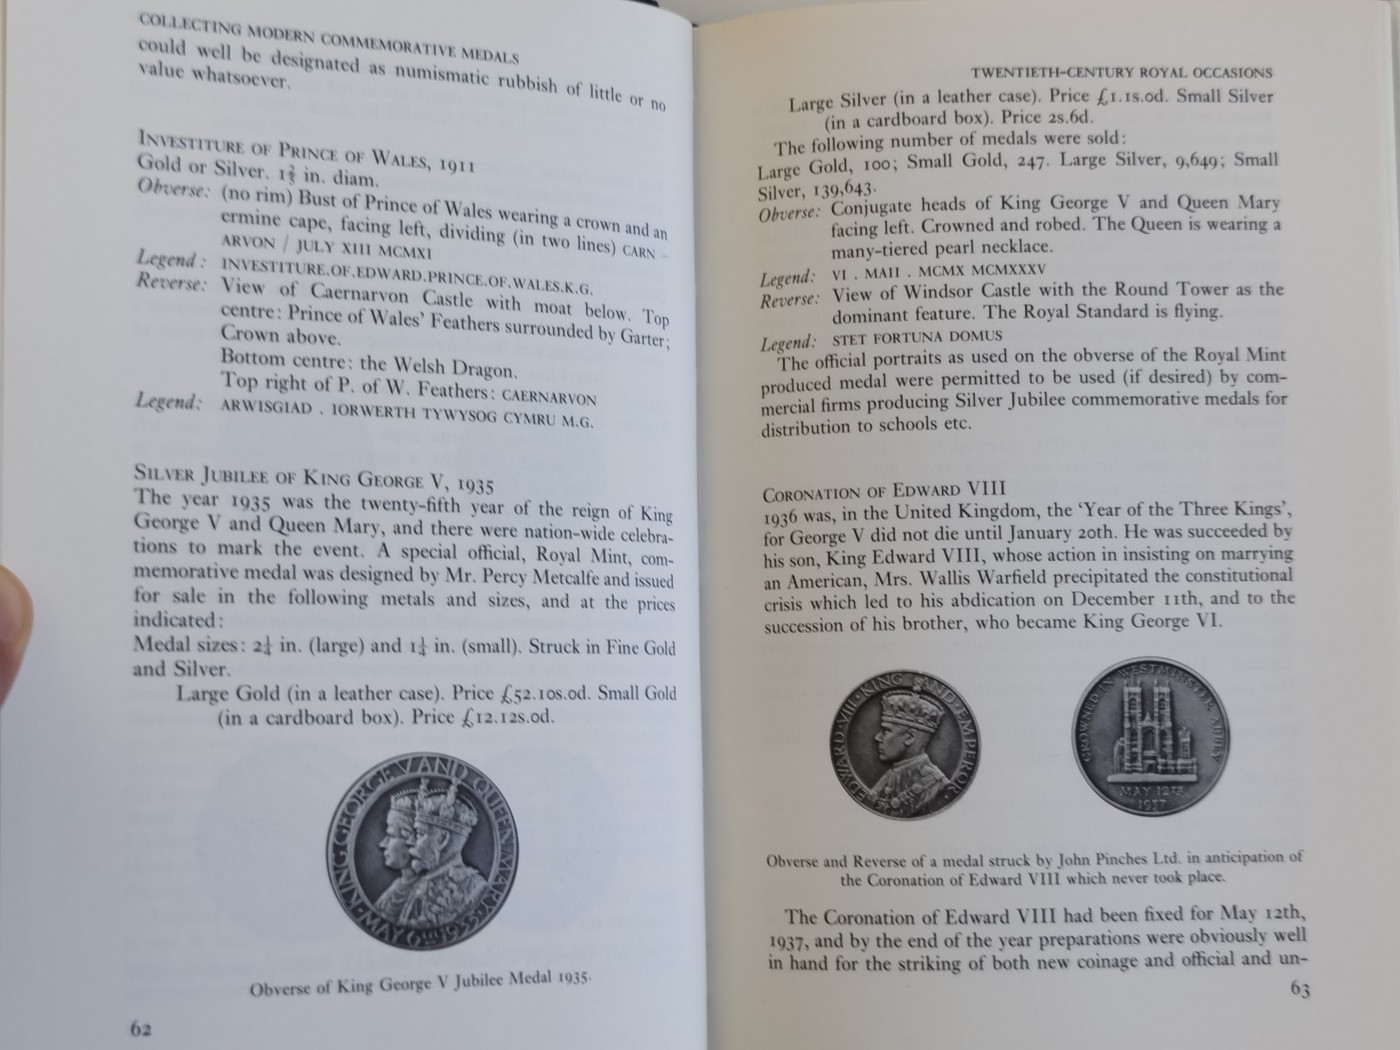 COLLECTING MODERN COMMEMORATIVE MEDALS
could well be designated as numismatic rubbish of little or no
value whatsoever.
INVESTITURE OF PRINCE OF WALES, 1911
Gold or Silver. 1⅜ in. diam.
Obverse: (no rim) Bust of Prince of Wales wearing a crown and an
ermine cape, facing left, dividing (in two lines) CARN –
ARVON / JULY XIII MCMXI
Legend: INVESTITURE.OF.EDWARD.PRINCE.OF.WALES.K.G.
Reverse: View of Caernarvon Castle with moat below. Top
centre: Prince of Wales' Feathers surrounded by Garter;
Crown above.
Bottom centre: the Welsh Dragon.
Top right of P. of W. Feathers: CAERNARVON
Legend: ARWISGIAD . IORWERTH TYWYSOG CYMRU M.G.
SILVER JUBILEE OF KING GEORGE V, 1935
The year 1935 was the twenty-fifth year of the reign of King
George V and Queen Mary, and there were nation-wide celebra-
tions to mark the event. A special official, Royal Mint, com-
memorative medal was designed by Mr. Percy Metcalfe and issued
for sale in the following metals and sizes, and at the prices
indicated:
Medal sizes: 2¼ in. (large) and 1¼ in. (small). Struck in Fine Gold
and Silver.
Large Gold (in a leather case). Price £52.10s.0d. Small Gold
(in a cardboard box). Price £12.12s.0d.
KING·GEORGE·V·AND·QUEEN·MARY·
MAY 6TH 1935
Obverse of King George V Jubilee Medal 1935.
62
TWENTIETH-CENTURY ROYAL OCCASIONS
Large Silver (in a leather case). Price £1.1s.0d. Small Silver
(in a cardboard box). Price 2s.6d.
The following number of medals were sold:
Large Gold, 100; Small Gold, 247. Large Silver, 9,649; Small
Silver, 139,643.
Obverse: Conjugate heads of King George V and Queen Mary
facing left. Crowned and robed. The Queen is wearing a
many-tiered pearl necklace.
Legend: VI . MAII . MCMX MCMXXXV
Reverse: View of Windsor Castle with the Round Tower as the
dominant feature. The Royal Standard is flying.
Legend: STET FORTUNA DOMUS
The official portraits as used on the obverse of the Royal Mint
produced medal were permitted to be used (if desired) by com-
mercial firms producing Silver Jubilee commemorative medals for
distribution to schools etc.
CORONATION OF EDWARD VIII
1936 was, in the United Kingdom, the 'Year of the Three Kings',
for George V did not die until January 20th. He was succeeded by
his son, King Edward VIII, whose action in insisting on marrying
an American, Mrs. Wallis Warfield precipitated the constitutional
crisis which led to his abdication on December 11th, and to the
succession of his brother, who became King George VI.
EDWARD·VIII·KING AND·EMPEROR·
CROWNED·IN WESTMINSTER ABBEY
MAY 12TH
1937
Obverse and Reverse of a medal struck by John Pinches Ltd. in anticipation of
the Coronation of Edward VIII which never took place.
The Coronation of Edward VIII had been fixed for May 12th,
1937, and by the end of the year preparations were obviously well
in hand for the striking of both new coinage and official and un-
63